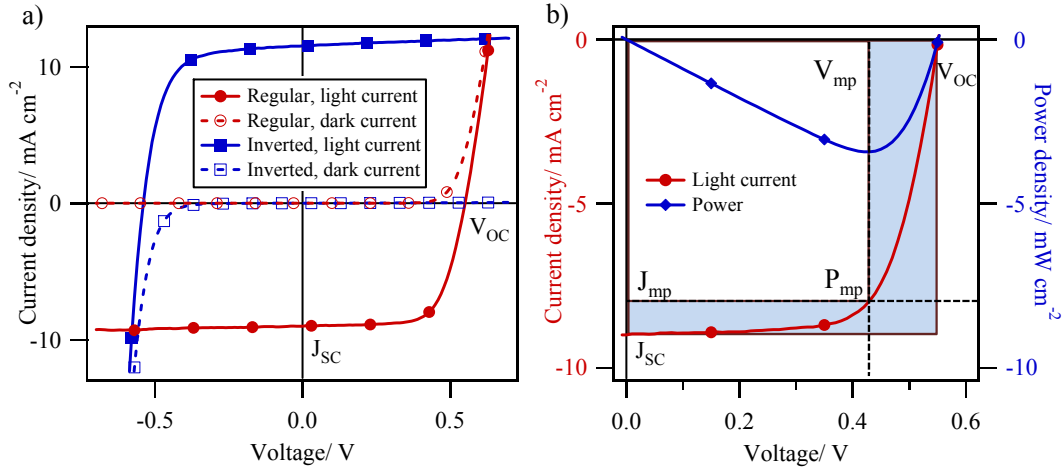 a)
Current density/ mA cm-2
10
0
-10
Regular, light current
Regular, dark current
Inverted, light current
Inverted, dark current
VOC
JSC
-0.5
0.0
0.5
Voltage/ V
b)
Current density/ mA cm-2
0
-5
-10
Vmp
VOC
Light current
Power
Jmp
Pmp
JSC
0.0
0.2
0.4
0.6
Voltage/ V
0
-5
-10
Power density/ mW cm-2